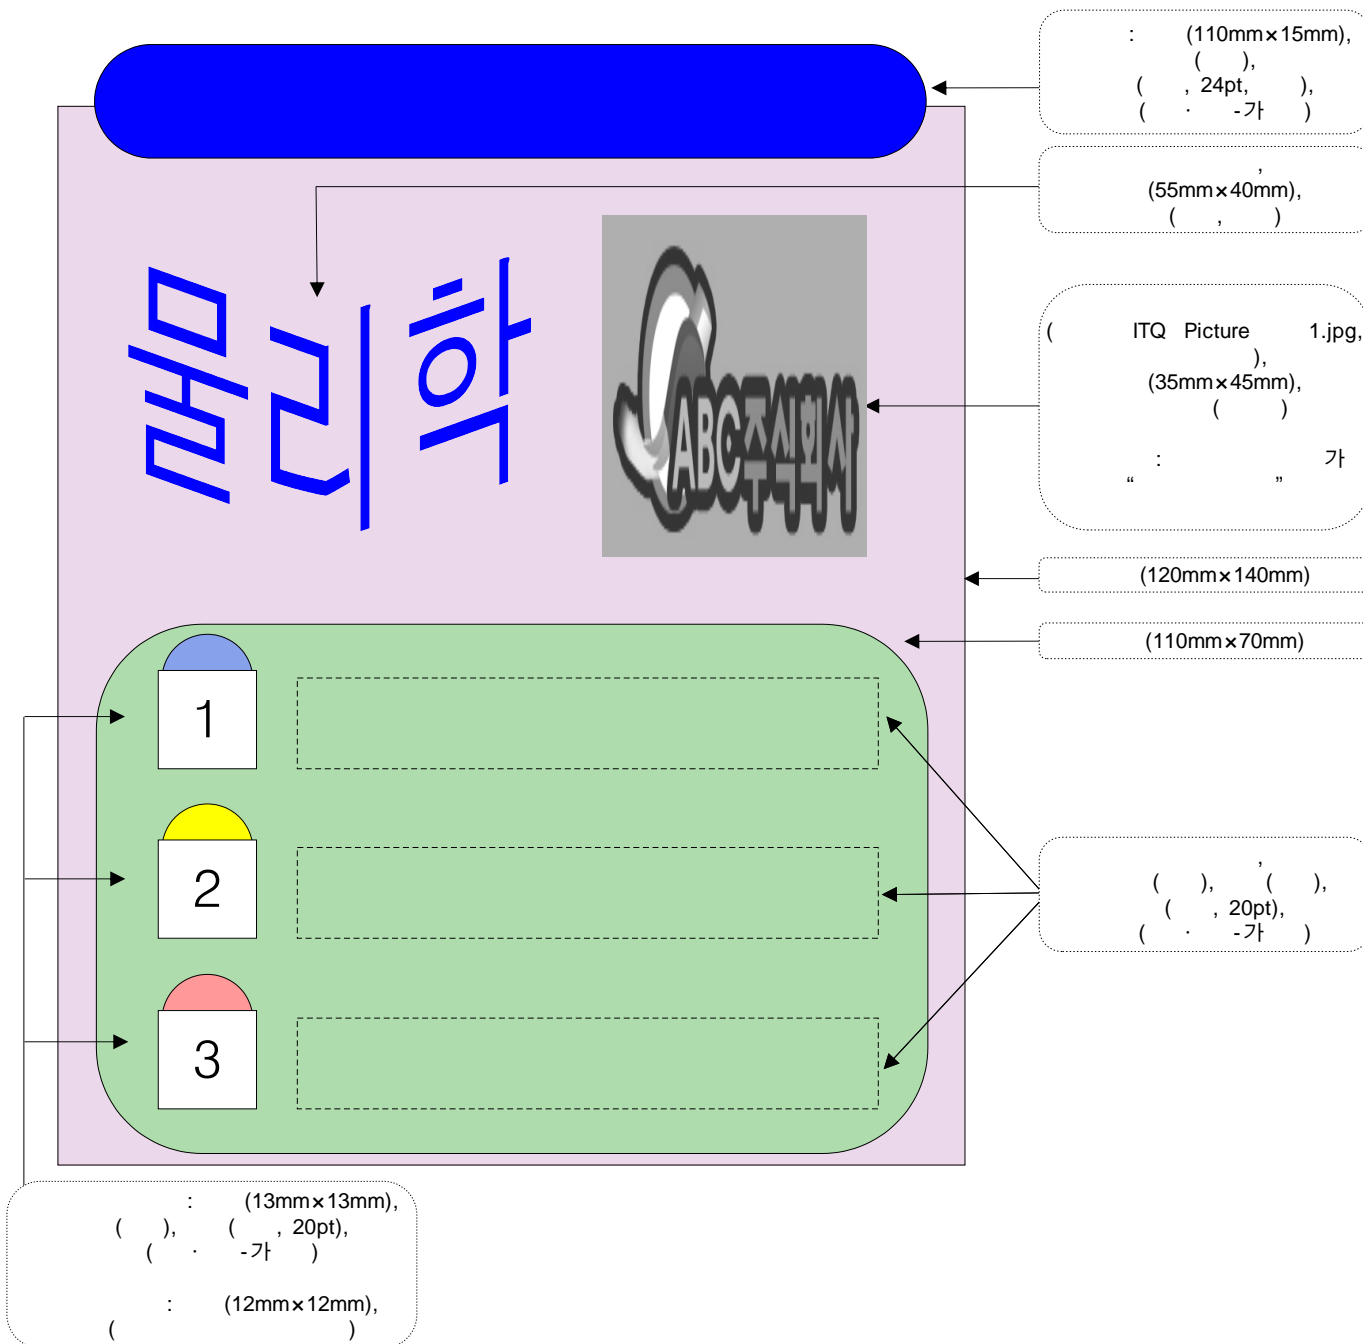 : (110mm×15mm),
( ),
( , 24pt, ),
( · -가 )
,
(55mm×40mm),
( , )
물리학
( ITQ Picture 1.jpg,
),
(35mm×45mm),
( )
: 가
“ ”
ABC주식회사
(120mm×140mm)
(110mm×70mm)
1
2
3
,
( ), ( ),
( , 20pt),
( · -가 )
: (13mm×13mm),
( ), ( , 20pt),
( · -가 )
: (12mm×12mm),
( )